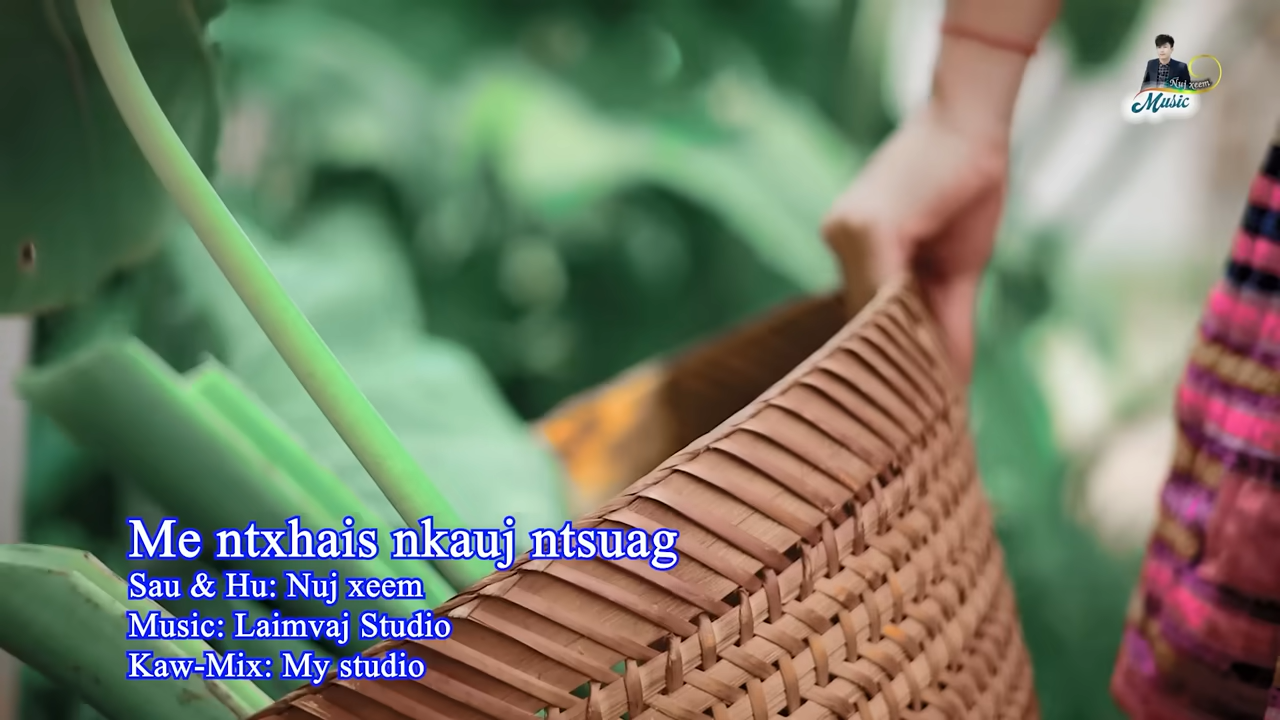 Nuj xeem
Music
Me ntxhais nkauj ntsuag
Sau & Hu: Nuj xeem
Music: Laimvaj Studio
Kaw-Mix: My studio